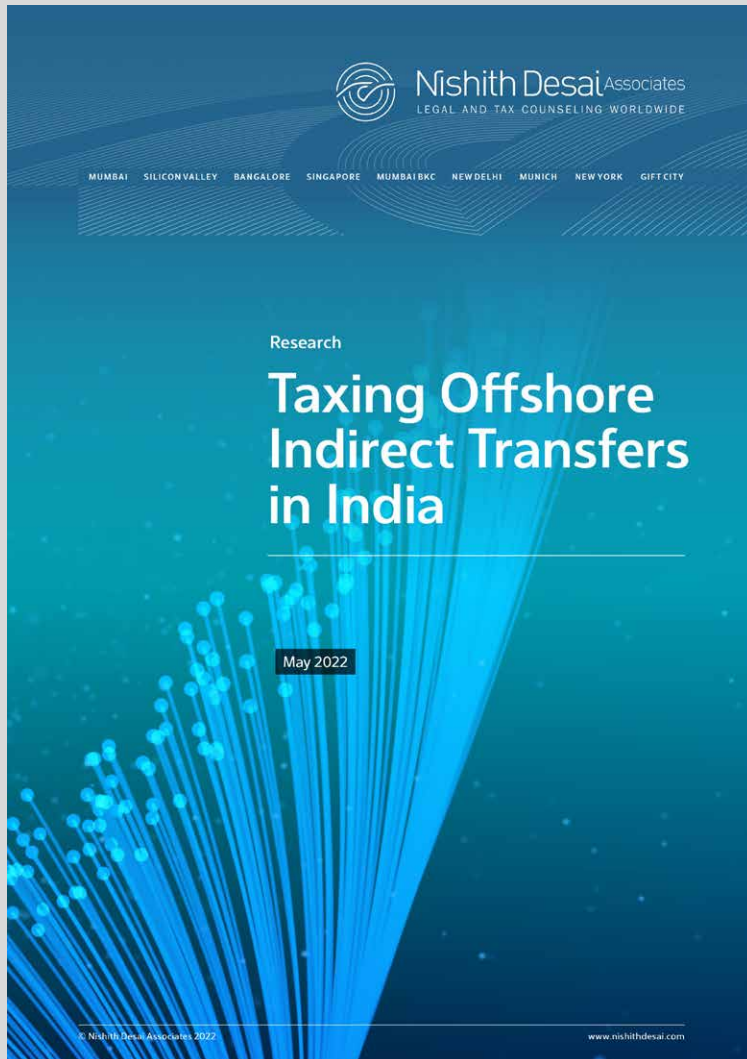 Nishith Desai Associates
LEGAL AND TAX COUNSELING WORLDWIDE
MUMBAI SILICON VALLEY BANGALORE SINGAPORE MUMBAI BKC NEW DELHI MUNICH NEW YORK GIFT CITY
Research
Taxing Offshore
Indirect Transfers
in India
May 2022
© Nishith Desai Associates 2022 www.nishithdesai.com